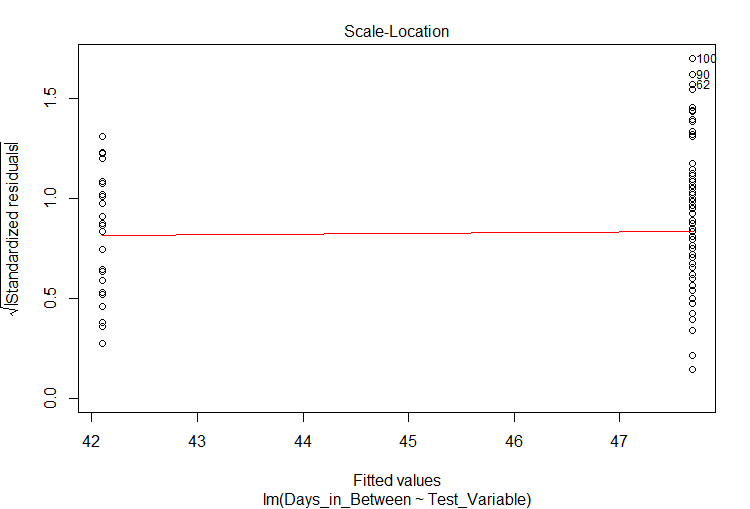 Scale-Location
√|Standardized residuals|
1.5
1.0
0.5
0.0
100
90
62
42 43 44 45 46 47
Fitted values
lm(Days_in_Between ~ Test_Variable)